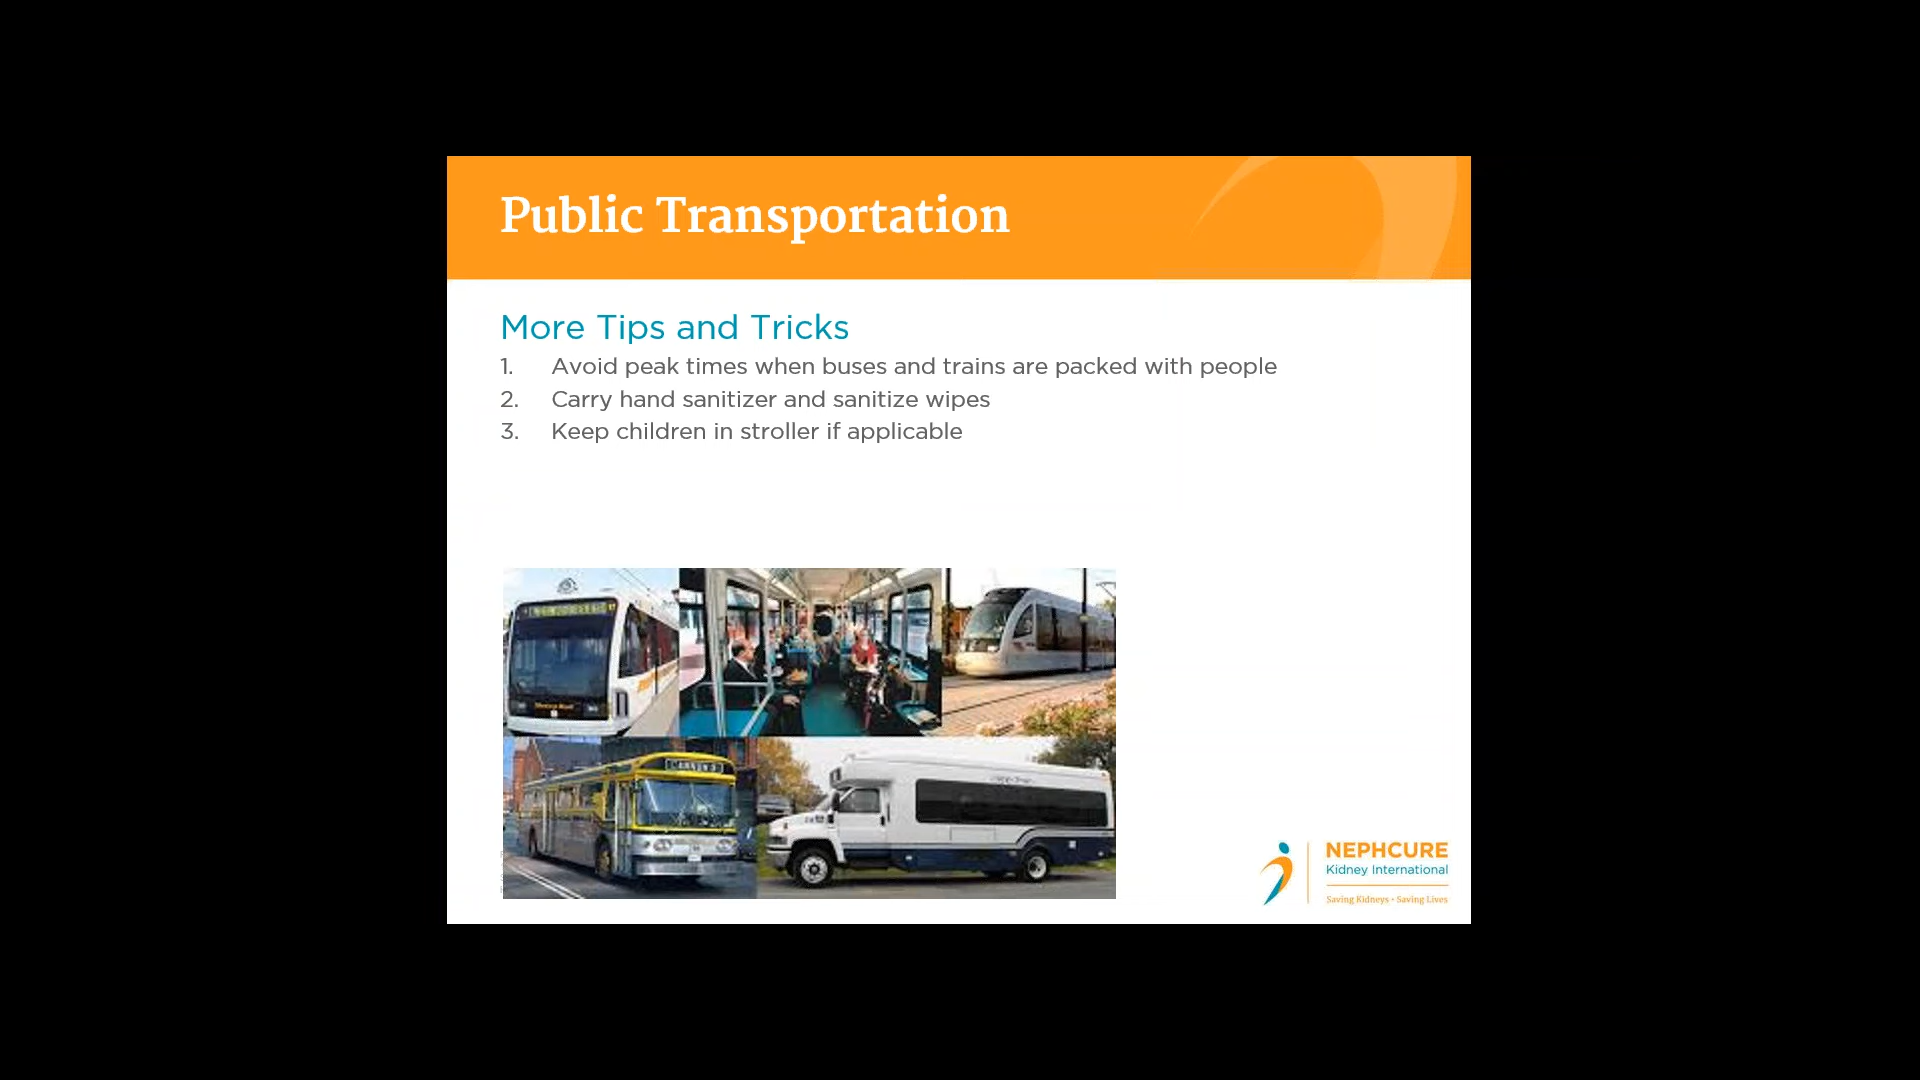 Public Transportation
More Tips and Tricks
1. Avoid peak times when buses and trains are packed with people
2. Carry hand sanitizer and sanitize wipes
3. Keep children in stroller if applicable
NEPHCURE
Kidney International
Saving Kidneys • Saving Lives